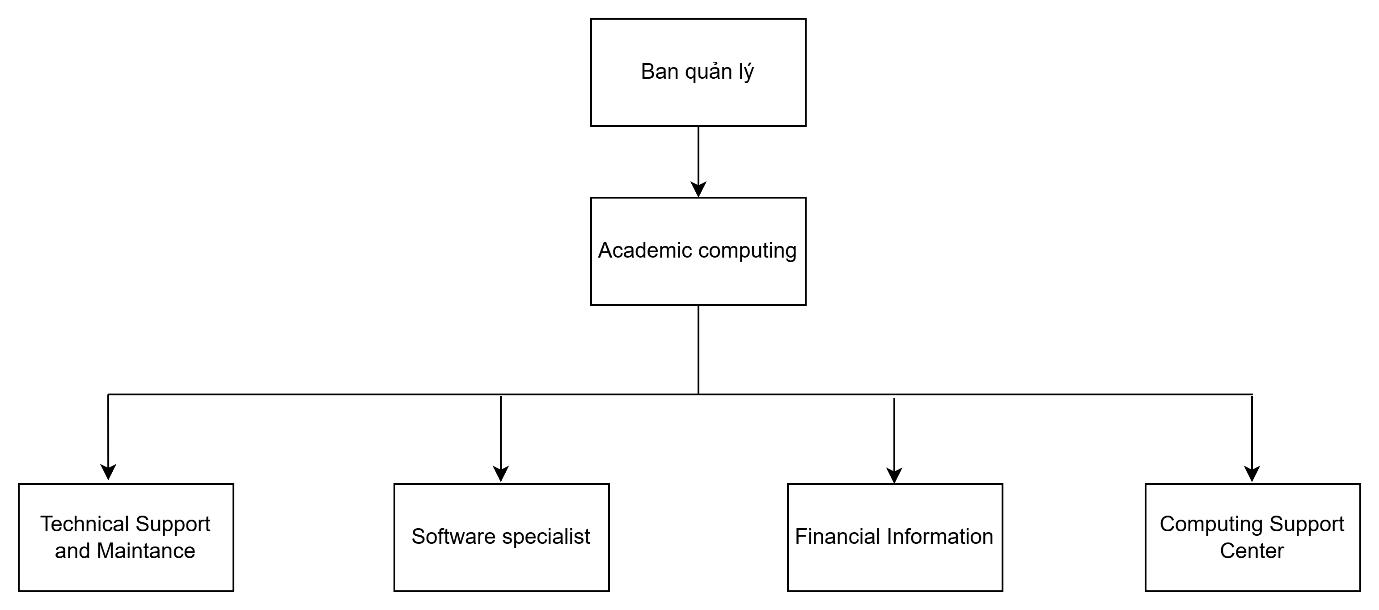 Ban quản lý
Academic computing
Technical Support
and Maintance
Software specialist
Financial Information
Computing Support
Center